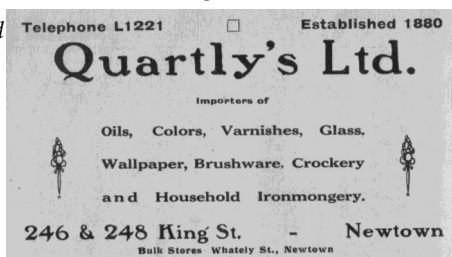 Telephone L1221 Established 1880
Quartly's Ltd.
Importers of
Oils, Colors, Varnishes, Glass,
Wallpaper, Brushware. Crockery
and Household Ironmongery.
246 & 248 King St. - Newtown
Bulk Stores Whately St., Newtown